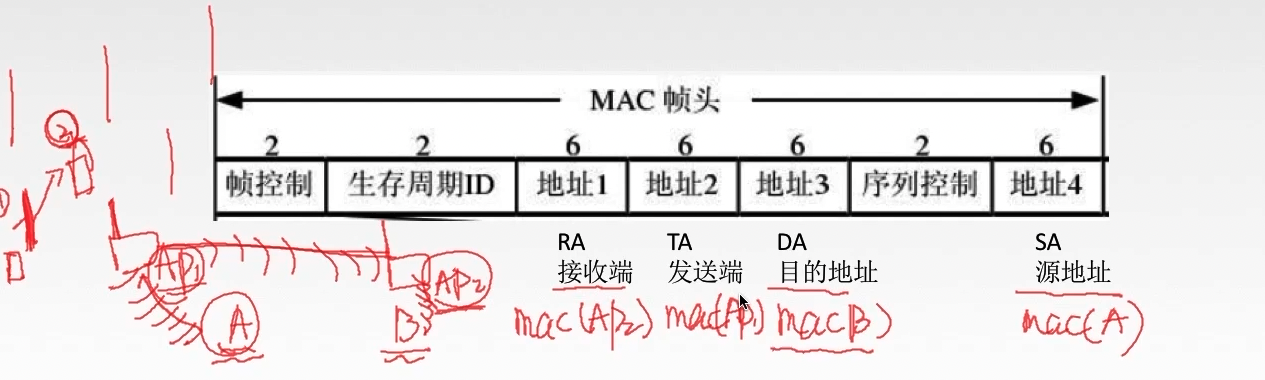 MAC 帧头
2 2 6 6 6 2 6
帧控制 生存周期ID 地址1 地址2 地址3 序列控制 地址4
RA TA DA SA
接收端 发送端 目的地址 源地址
mac(AP2) mac(AP1) mac(B) mac(A)
②
①
AP1
AP2
A
B